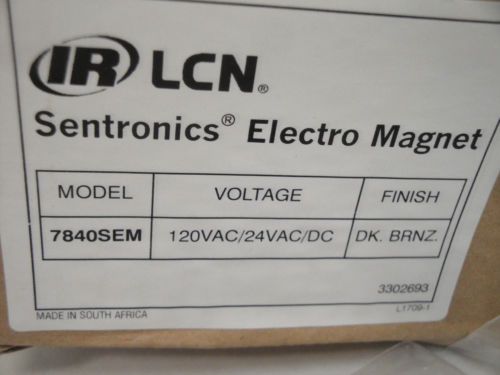 IR LCN®
Sentronics® Electro Magnet
MODEL VOLTAGE FINISH
7840SEM 120VAC/24VAC/DC DK. BRNZ.
3302693
MADE IN SOUTH AFRICA L1709-1